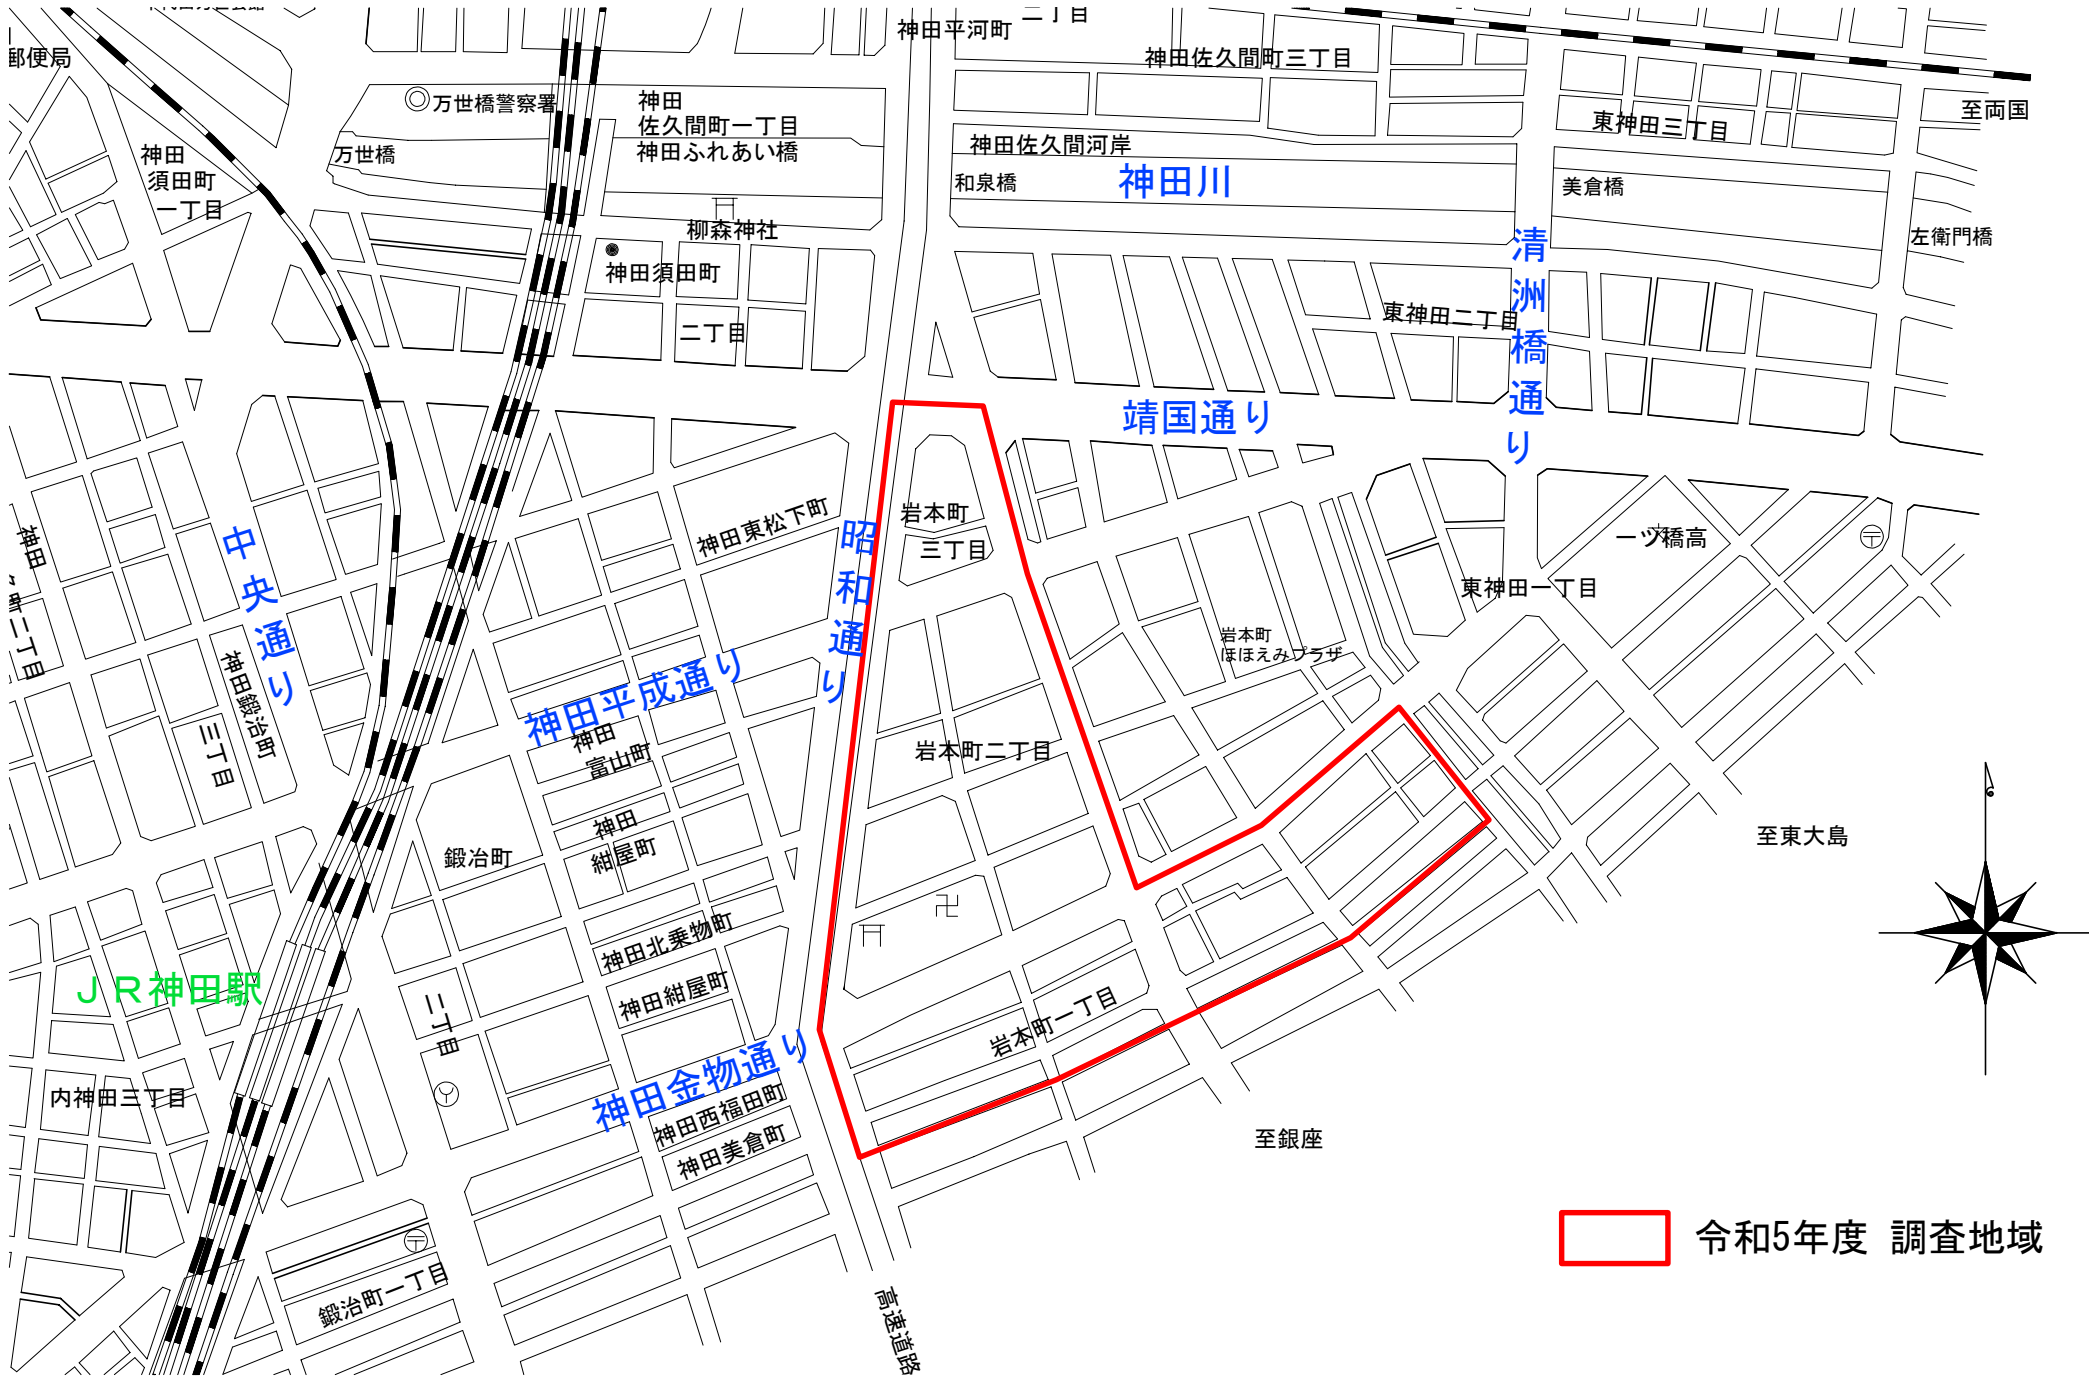 郵便局
二丁目
神田平河町
神田佐久間町三丁目
万世橋警察署
神田
佐久間町一丁目
神田ふれあい橋
万世橋
神田
須田町
一丁目
神田佐久間河岸
和泉橋
神田川
東神田三丁目
至両国
美倉橋
左衛門橋
柳森神社
神田須田町
二丁目
清洲橋通り
東神田二丁目
靖国通り
中央通り
神田東松下町
昭和通り
岩本町
三丁目
一ツ橋高
東神田一丁目
岩本町
ほほえみプラザ
神田
二丁目
神田鍛冶町
三丁目
神田平成通り
神田
富山町
岩本町二丁目
神田
紺屋町
鍛冶町
二丁目
至東大島
神田北乗物町
神田紺屋町
JR神田駅
岩本町一丁目
神田金物通り
神田西福田町
神田美倉町
内神田三丁目
至銀座
鍛治町一丁目
高速道路
令和5年度 調査地域